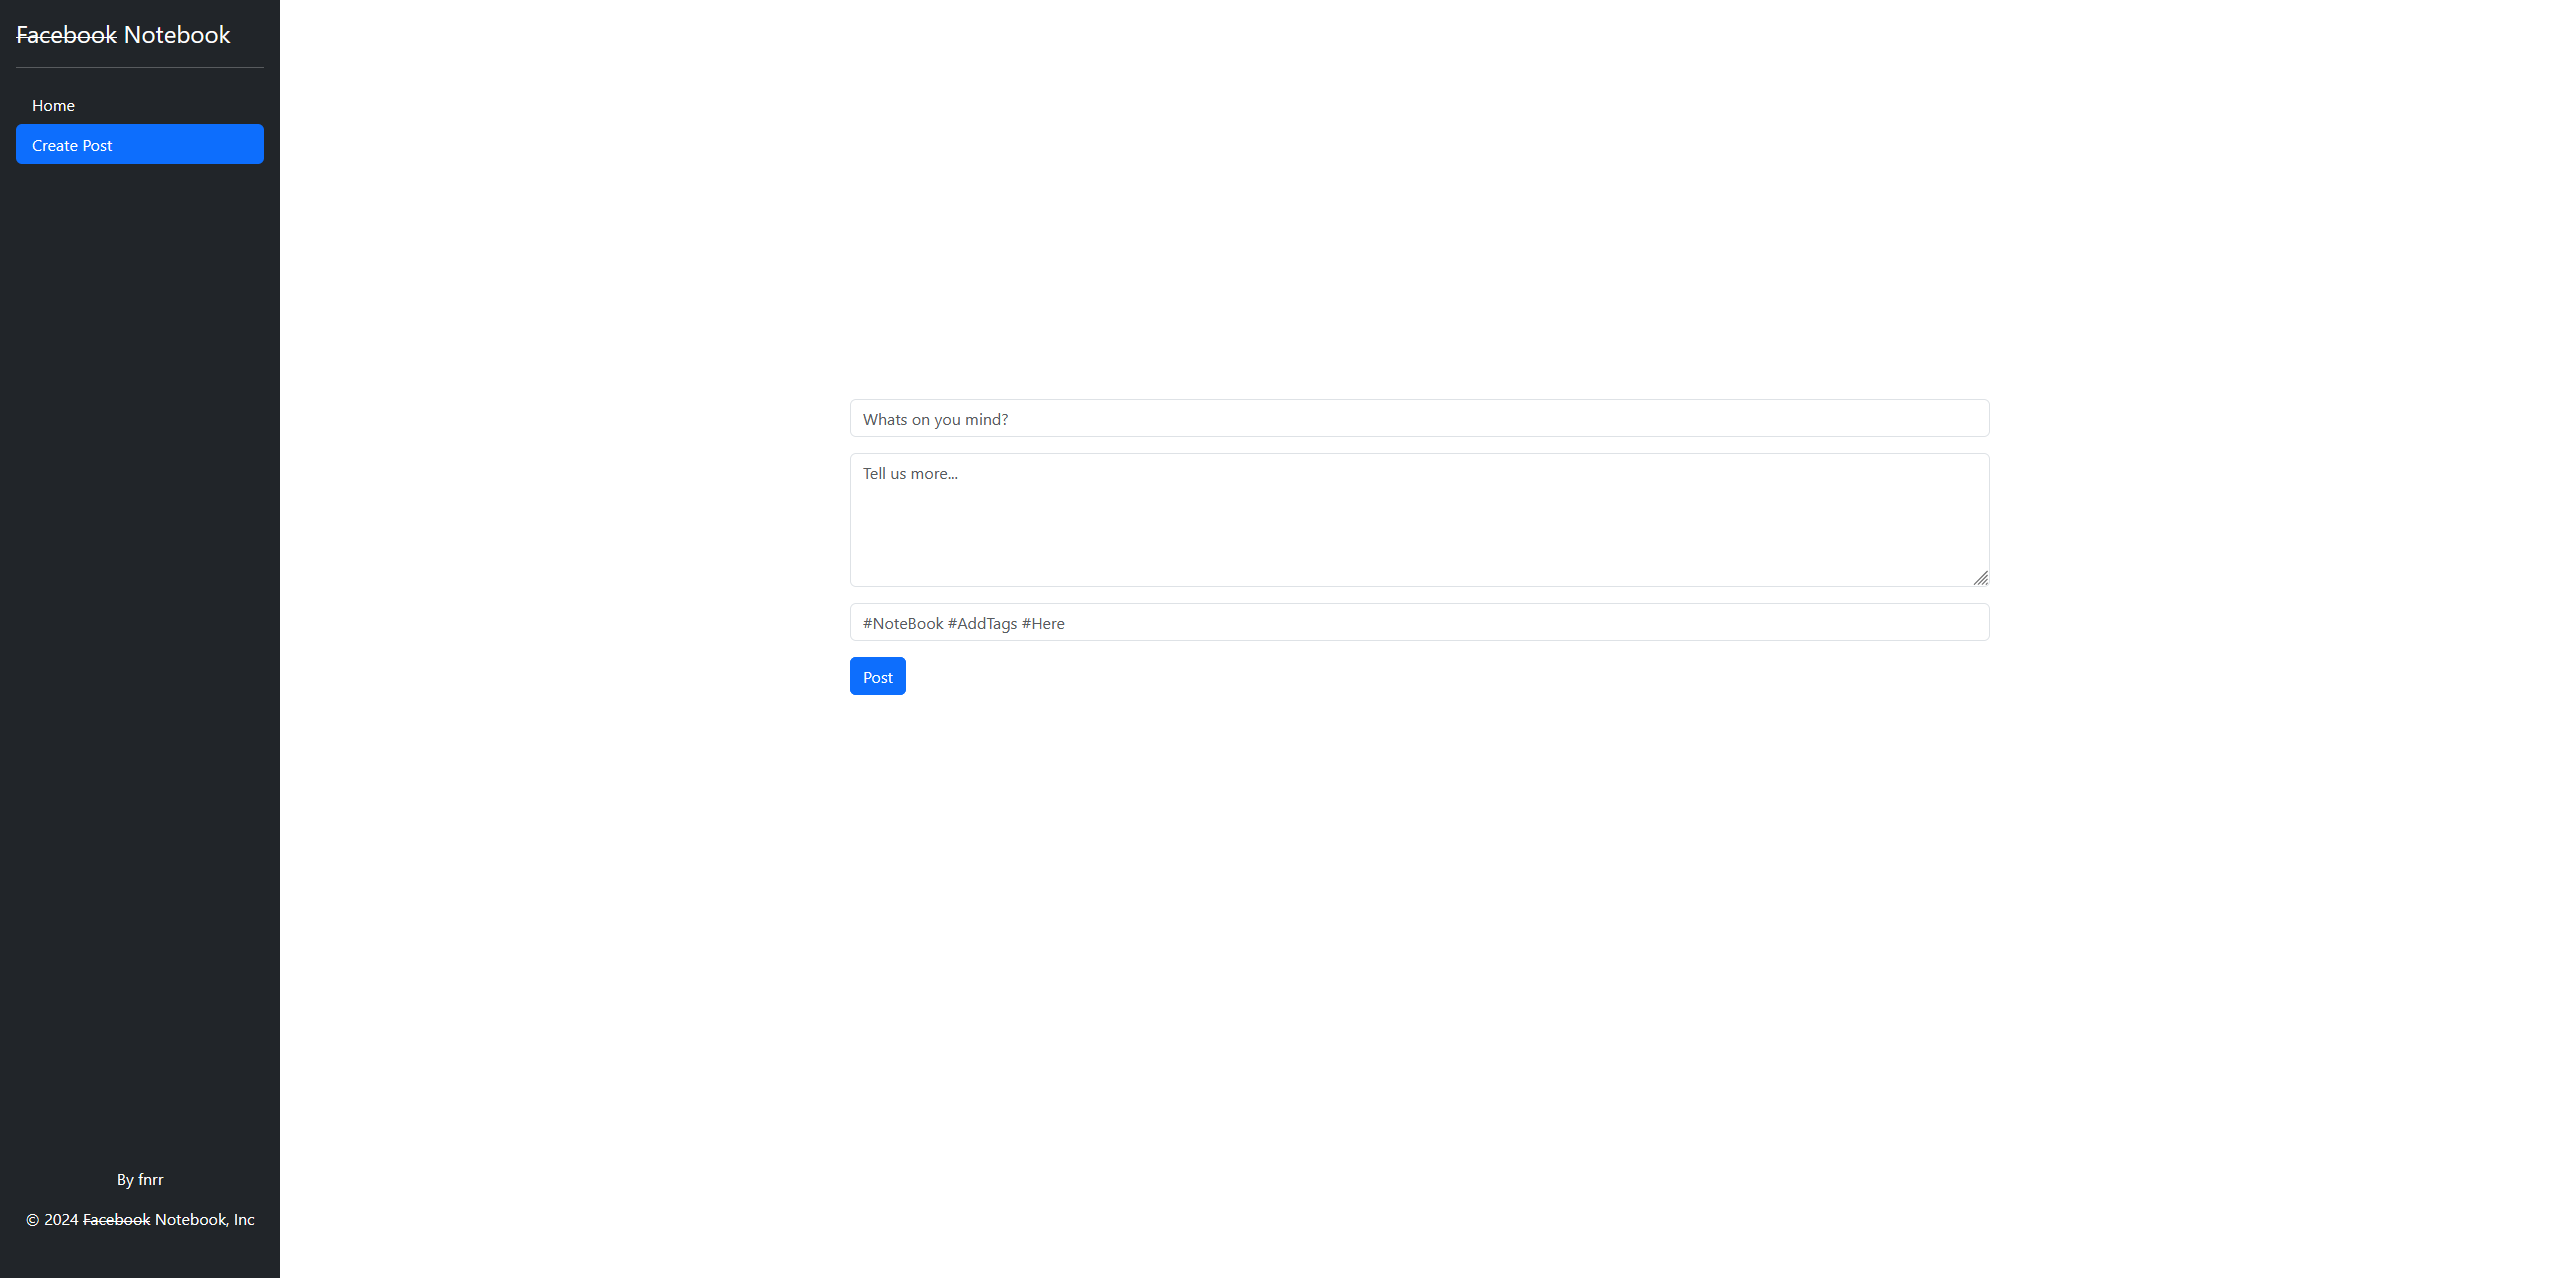 Facebook Notebook
Home
Create Post
Whats on you mind?
Tell us more...
#NoteBook #AddTags #Here
Post
By fnrr
© 2024 Facebook Notebook, Inc